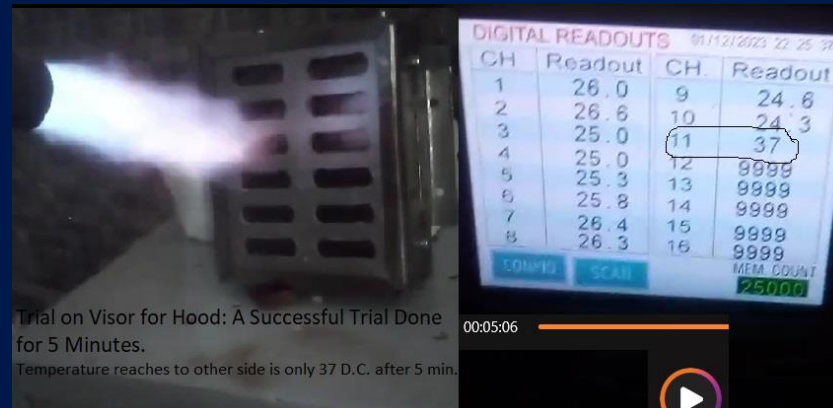 DIGITAL READOUTS 01/12/2023 22 25 37
CH Readout CH. Readout
1 26.0 9 24.6
2 26.6 10 24.3
3 25.0 11 37
4 25.0 12 9999
5 25.3 13 9999
6 25.8 14 9999
7 26.4 15 9999
8 26.3 16 9999
CONFIG SCAN MEM. COUNT
25000
Trial on Visor for Hood: A Successful Trial Done
for 5 Minutes.
Temperature reaches to other side is only 37 D.C. after 5 min.
00:05:06